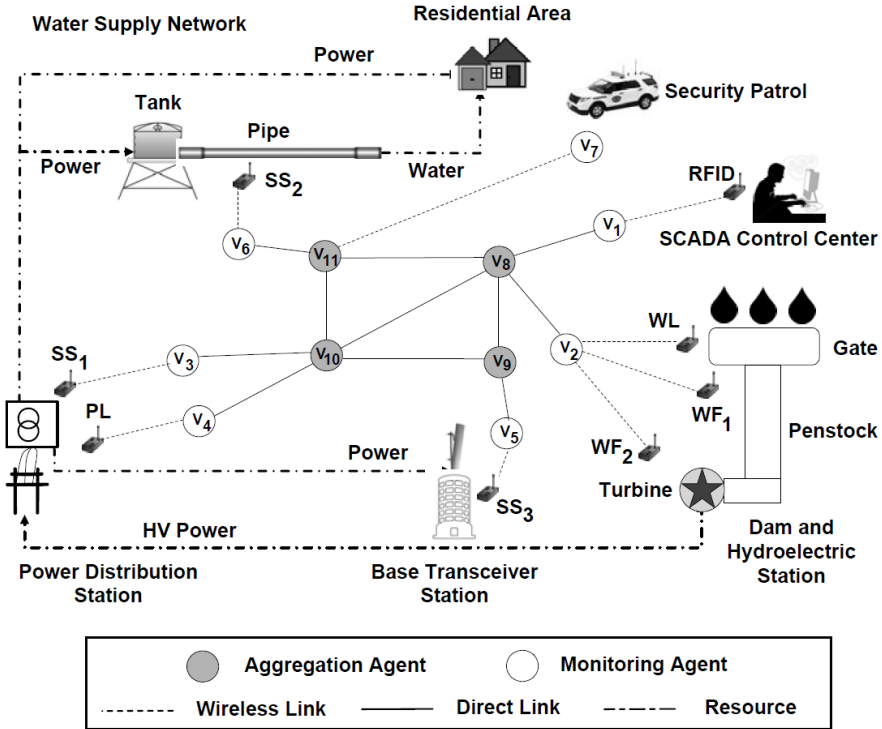 Water Supply Network
Residential Area
Power
Security Patrol
Tank
Pipe
Power
Water
V7
SS2
RFID
V1
SCADA Control Center
V6
V11
V8
WL
Gate
SS1
V3
V10
V9
V2
PL
V4
V5
WF1
WF2
Penstock
Power
SS3
Turbine
HV Power
Dam and
Hydroelectric
Station
Power Distribution
Station
Base Transceiver
Station
Aggregation Agent
Monitoring Agent
Wireless Link
Direct Link
Resource